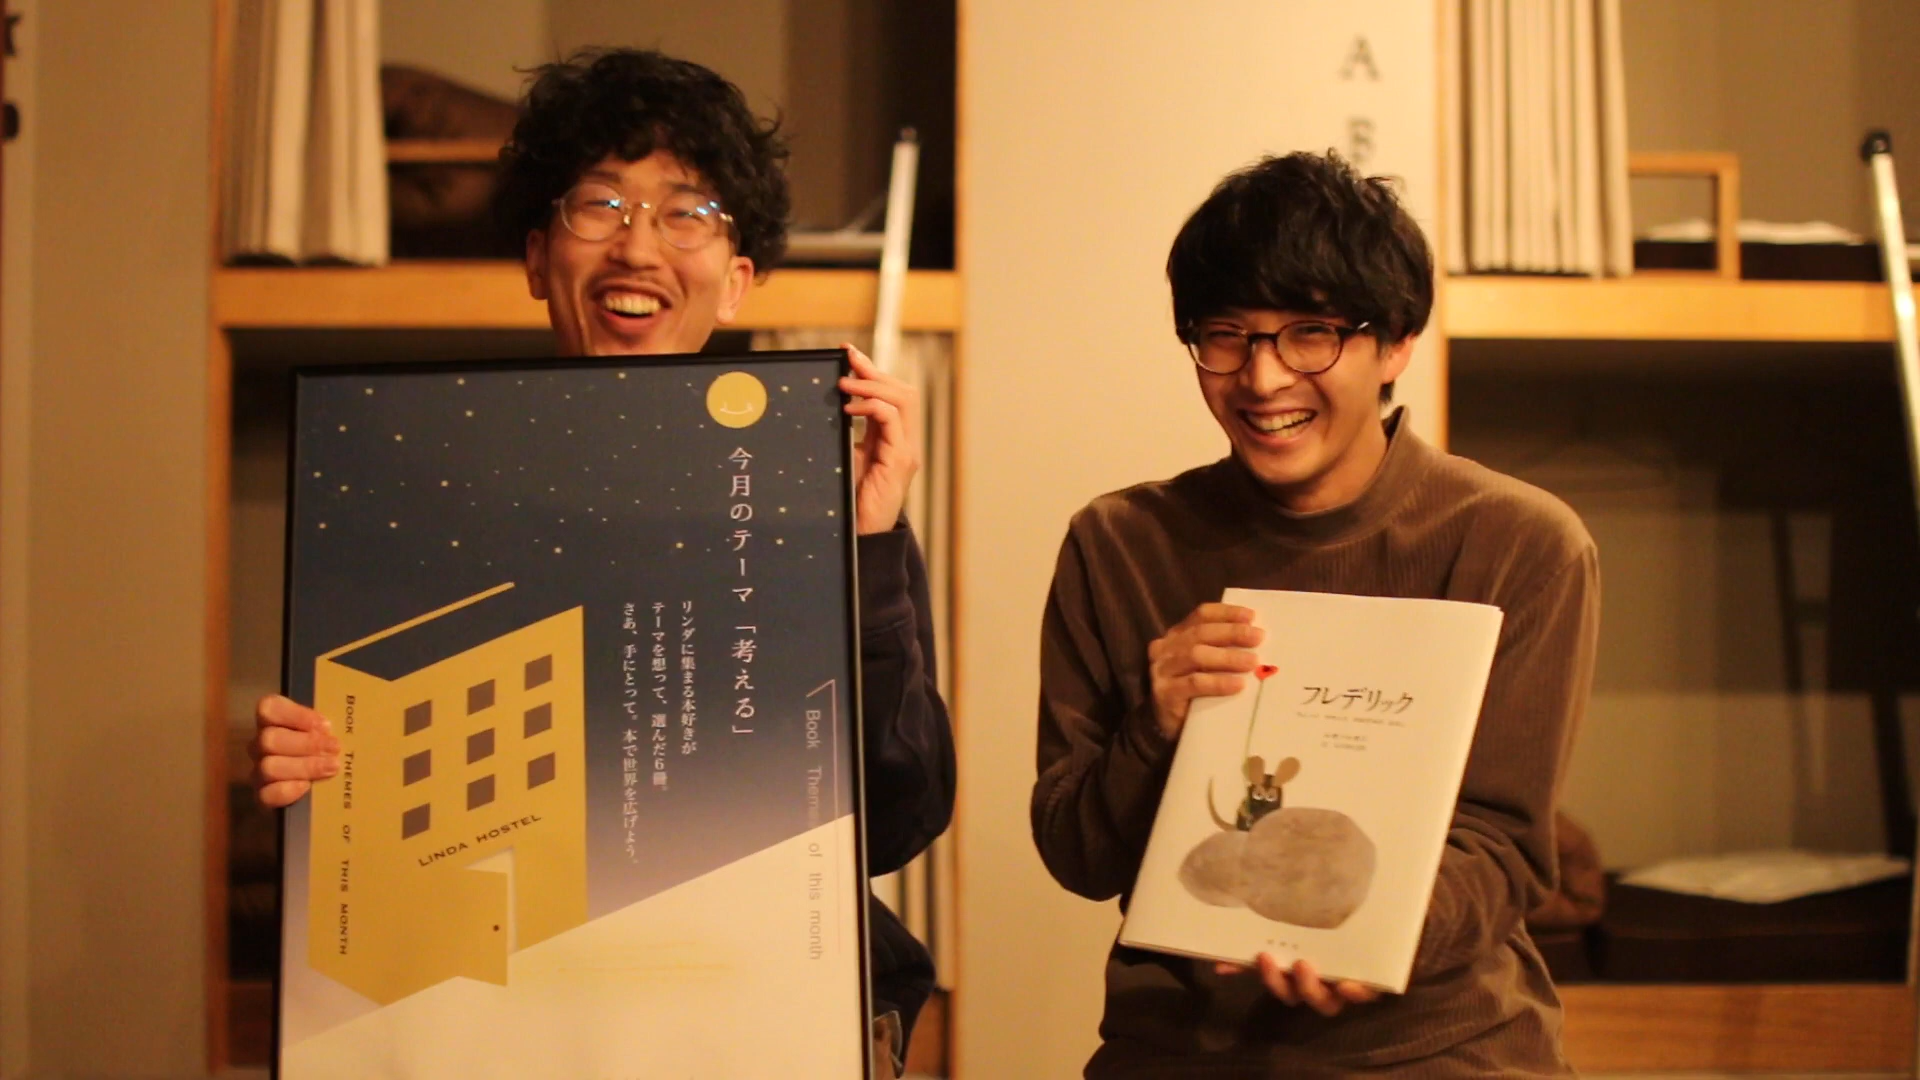 今月のテーマ「考える」
リンダに集まる本好きが
テーマを想って、選んだ6冊。
さあ、手にとって。本で世界を広げよう。
BOOK THEMES OF THIS MONTH
LINDA HOSTEL
Book Themes of this month
A
B
フレデリック